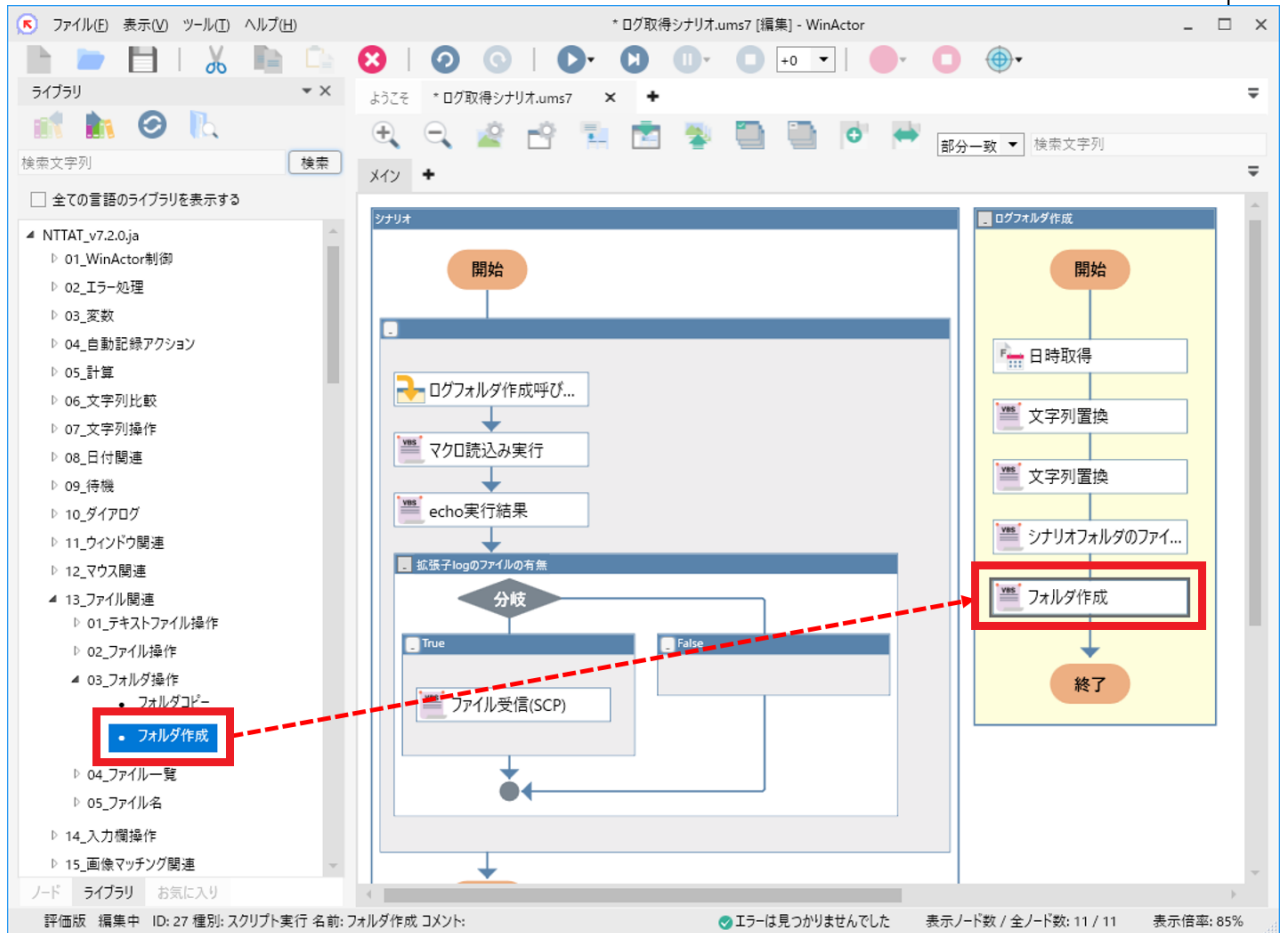 ファイル(F) 表示(V) ツール(T) ヘルプ(H)
* ログ取得シナリオ.ums7 [編集] - WinActor
+0
ライブラリ
検索文字列
検索
全ての言語のライブラリを表示する
NTTAT_v7.2.0.ja
01_WinActor制御
02_エラー処理
03_変数
04_自動記録アクション
05_計算
06_文字列比較
07_文字列操作
08_日付関連
09_待機
10_ダイアログ
11_ウィンドウ関連
12_マウス関連
13_ファイル関連
01_テキストファイル操作
02_ファイル操作
03_フォルダ操作
フォルダコピー
フォルダ作成
04_ファイル一覧
05_ファイル名
14_入力欄操作
15_画像マッチング関連
ノード ライブラリ お気に入り
ようこそ * ログ取得シナリオ.ums7
部分一致 検索文字列
メイン
シナリオ
開始
ログフォルダ作成呼び...
VBS マクロ読込み実行
VBS echo実行結果
拡張子logのファイルの有無
分岐
True
VBS ファイル受信(SCP)
False
ログフォルダ作成
開始
F 日時取得
VBS 文字列置換
VBS 文字列置換
VBS シナリオフォルダのファイ...
VBS フォルダ作成
終了
評価版 編集中 ID: 27 種別: スクリプト実行 名前: フォルダ作成 コメント:
エラーは見つかりませんでした
表示ノード数 / 全ノード数: 11 / 11
表示倍率: 85%